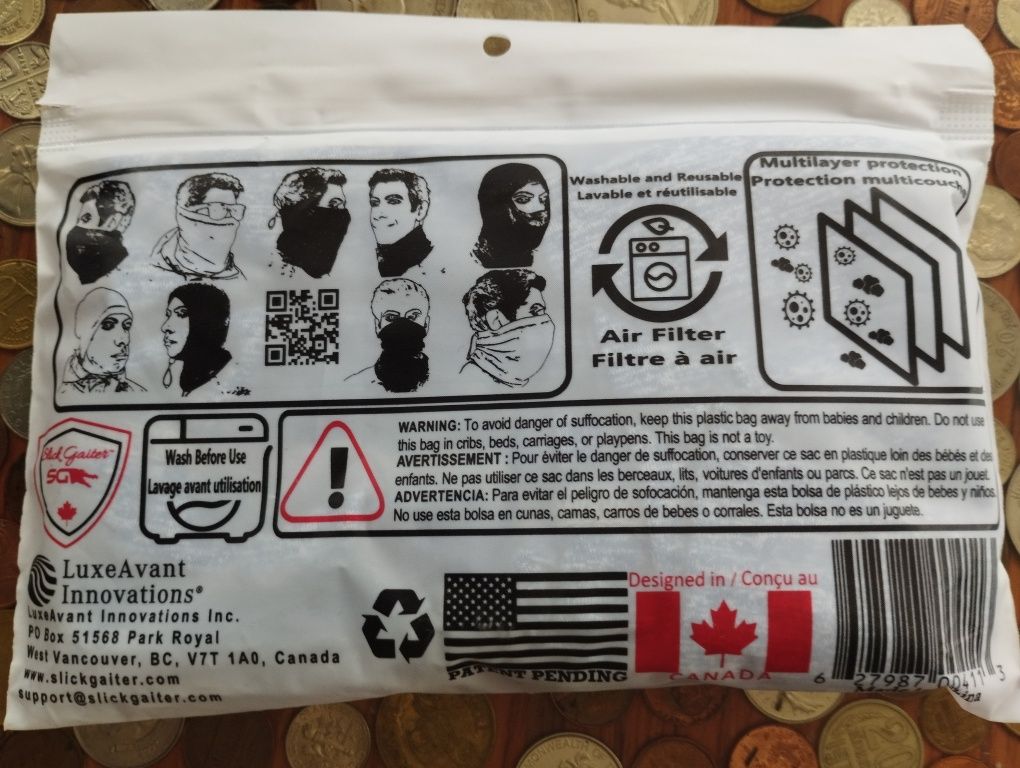 Washable and Reusable
Lavable et réutilisable
Air Filter
Filtre à air
Multilayer protection
Protection multicouche
Slick Gaiter™
SG
Wash Before Use
Lavage avant utilisation
WARNING: To avoid danger of suffocation, keep this plastic bag away from babies and children. Do not use
this bag in cribs, beds, carriages, or playpens. This bag is not a toy.
AVERTISSEMENT : Pour éviter le danger de suffocation, conserver ce sac en plastique loin des bébés et des
enfants. Ne pas utiliser ce sac dans les berceaux, lits, voitures d'enfants ou parcs. Ce sac n'est pas un jouet.
ADVERTENCIA: Para evitar el peligro de sofocación, mantenga esta bolsa de plástico lejos de bebes y niños.
No use esta bolsa en cunas, camas, carros de bebes o corrales. Esta bolsa no es un juguete.
LuxeAvant
Innovations®
LuxeAvant Innovations Inc.
PO Box 51568 Park Royal
West Vancouver, BC, V7T 1A0, Canada
www.slickgaiter.com
support@slickgaiter.com
PATENT PENDING
Designed in / Conçu au
CANADA
6 27987 00411 3